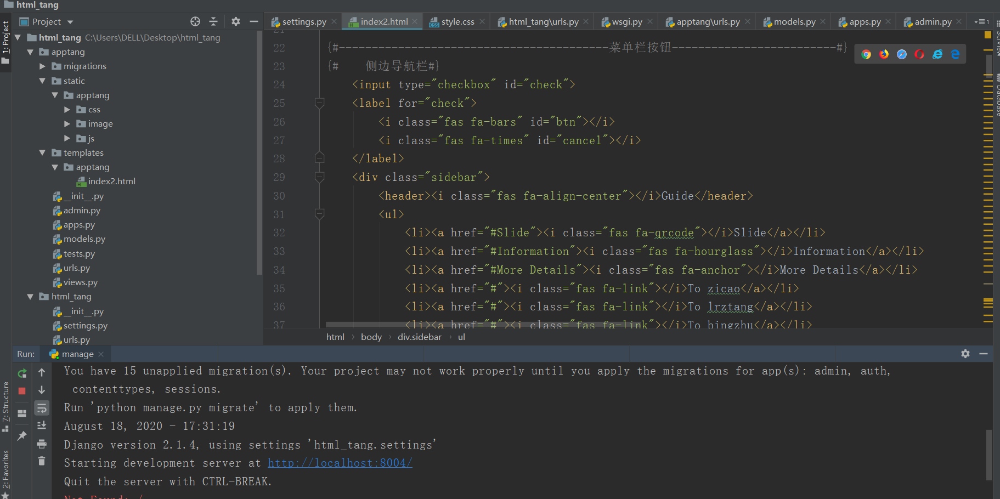 html_tang
Project
settings.py
index2.html
style.css
html_tang\urls.py
wsgi.py
apptang\urls.py
models.py
apps.py
admin.py
1
1: Project
html_tang C:\Users\DELL\Desktop\html_tang
apptang
migrations
static
apptang
css
image
js
templates
apptang
index2.html
__init__.py
admin.py
apps.py
models.py
tests.py
urls.py
views.py
html_tang
__init__.py
settings.py
urls.py
21
22 {#-----------------------------------------菜单栏按钮-------------------------#}
23 {#    侧边导航栏#}
24 <input type="checkbox" id="check">
25 <label for="check">
26 <i class="fas fa-bars" id="btn"></i>
27 <i class="fas fa-times" id="cancel"></i>
28 </label>
29 <div class="sidebar">
30 <header><i class="fas fa-align-center"></i>Guide</header>
31 <ul>
32 <li><a href="#Slide"><i class="fas fa-qrcode"></i>Slide</a></li>
33 <li><a href="#Information"><i class="fas fa-hourglass"></i>Information</a></li>
34 <li><a href="#More Details"><i class="fas fa-anchor"></i>More Details</a></li>
35 <li><a href="#"><i class="fas fa-link"></i>To zicao</a></li>
36 <li><a href="#"><i class="fas fa-link"></i>To lrztang</a></li>
37 <li><a href="#"><i class="fas fa-link"></i>To bingzhu</a></li>
html › body › div.sidebar › ul
SciView
Database
Run: manage
You have 15 unapplied migration(s). Your project may not work properly until you apply the migrations for app(s): admin, auth,
contenttypes, sessions.
Run 'python manage.py migrate' to apply them.
August 18, 2020 - 17:31:19
Django version 2.1.4, using settings 'html_tang.settings'
Starting development server at http://localhost:8004/
Quit the server with CTRL-BREAK.
Not Found: /
7: Structure
2: Favorites